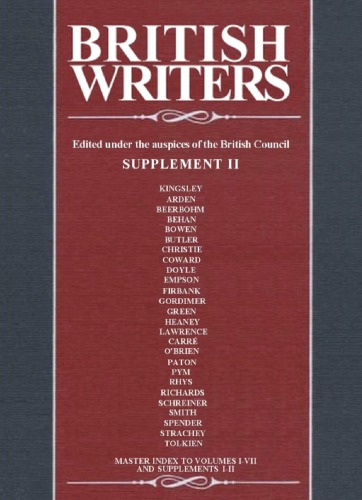 BRITISH
WRITERS
Edited under the auspices of the British Council
SUPPLEMENT II
KINGSLEY
ARDEN
BEERBOHM
BEHAN
BOWEN
BUTLER
CHRISTIE
COWARD
DOYLE
EMPSON
FIRBANK
GORDIMER
GREEN
HEANEY
LAWRENCE
CARRÉ
O'BRIEN
PATON
PYM
RHYS
RICHARDS
SCHREINER
SMITH
SPENDER
STRACHEY
TOLKIEN
MASTER INDEX TO VOLUMES I-VII
AND SUPPLEMENTS I-II